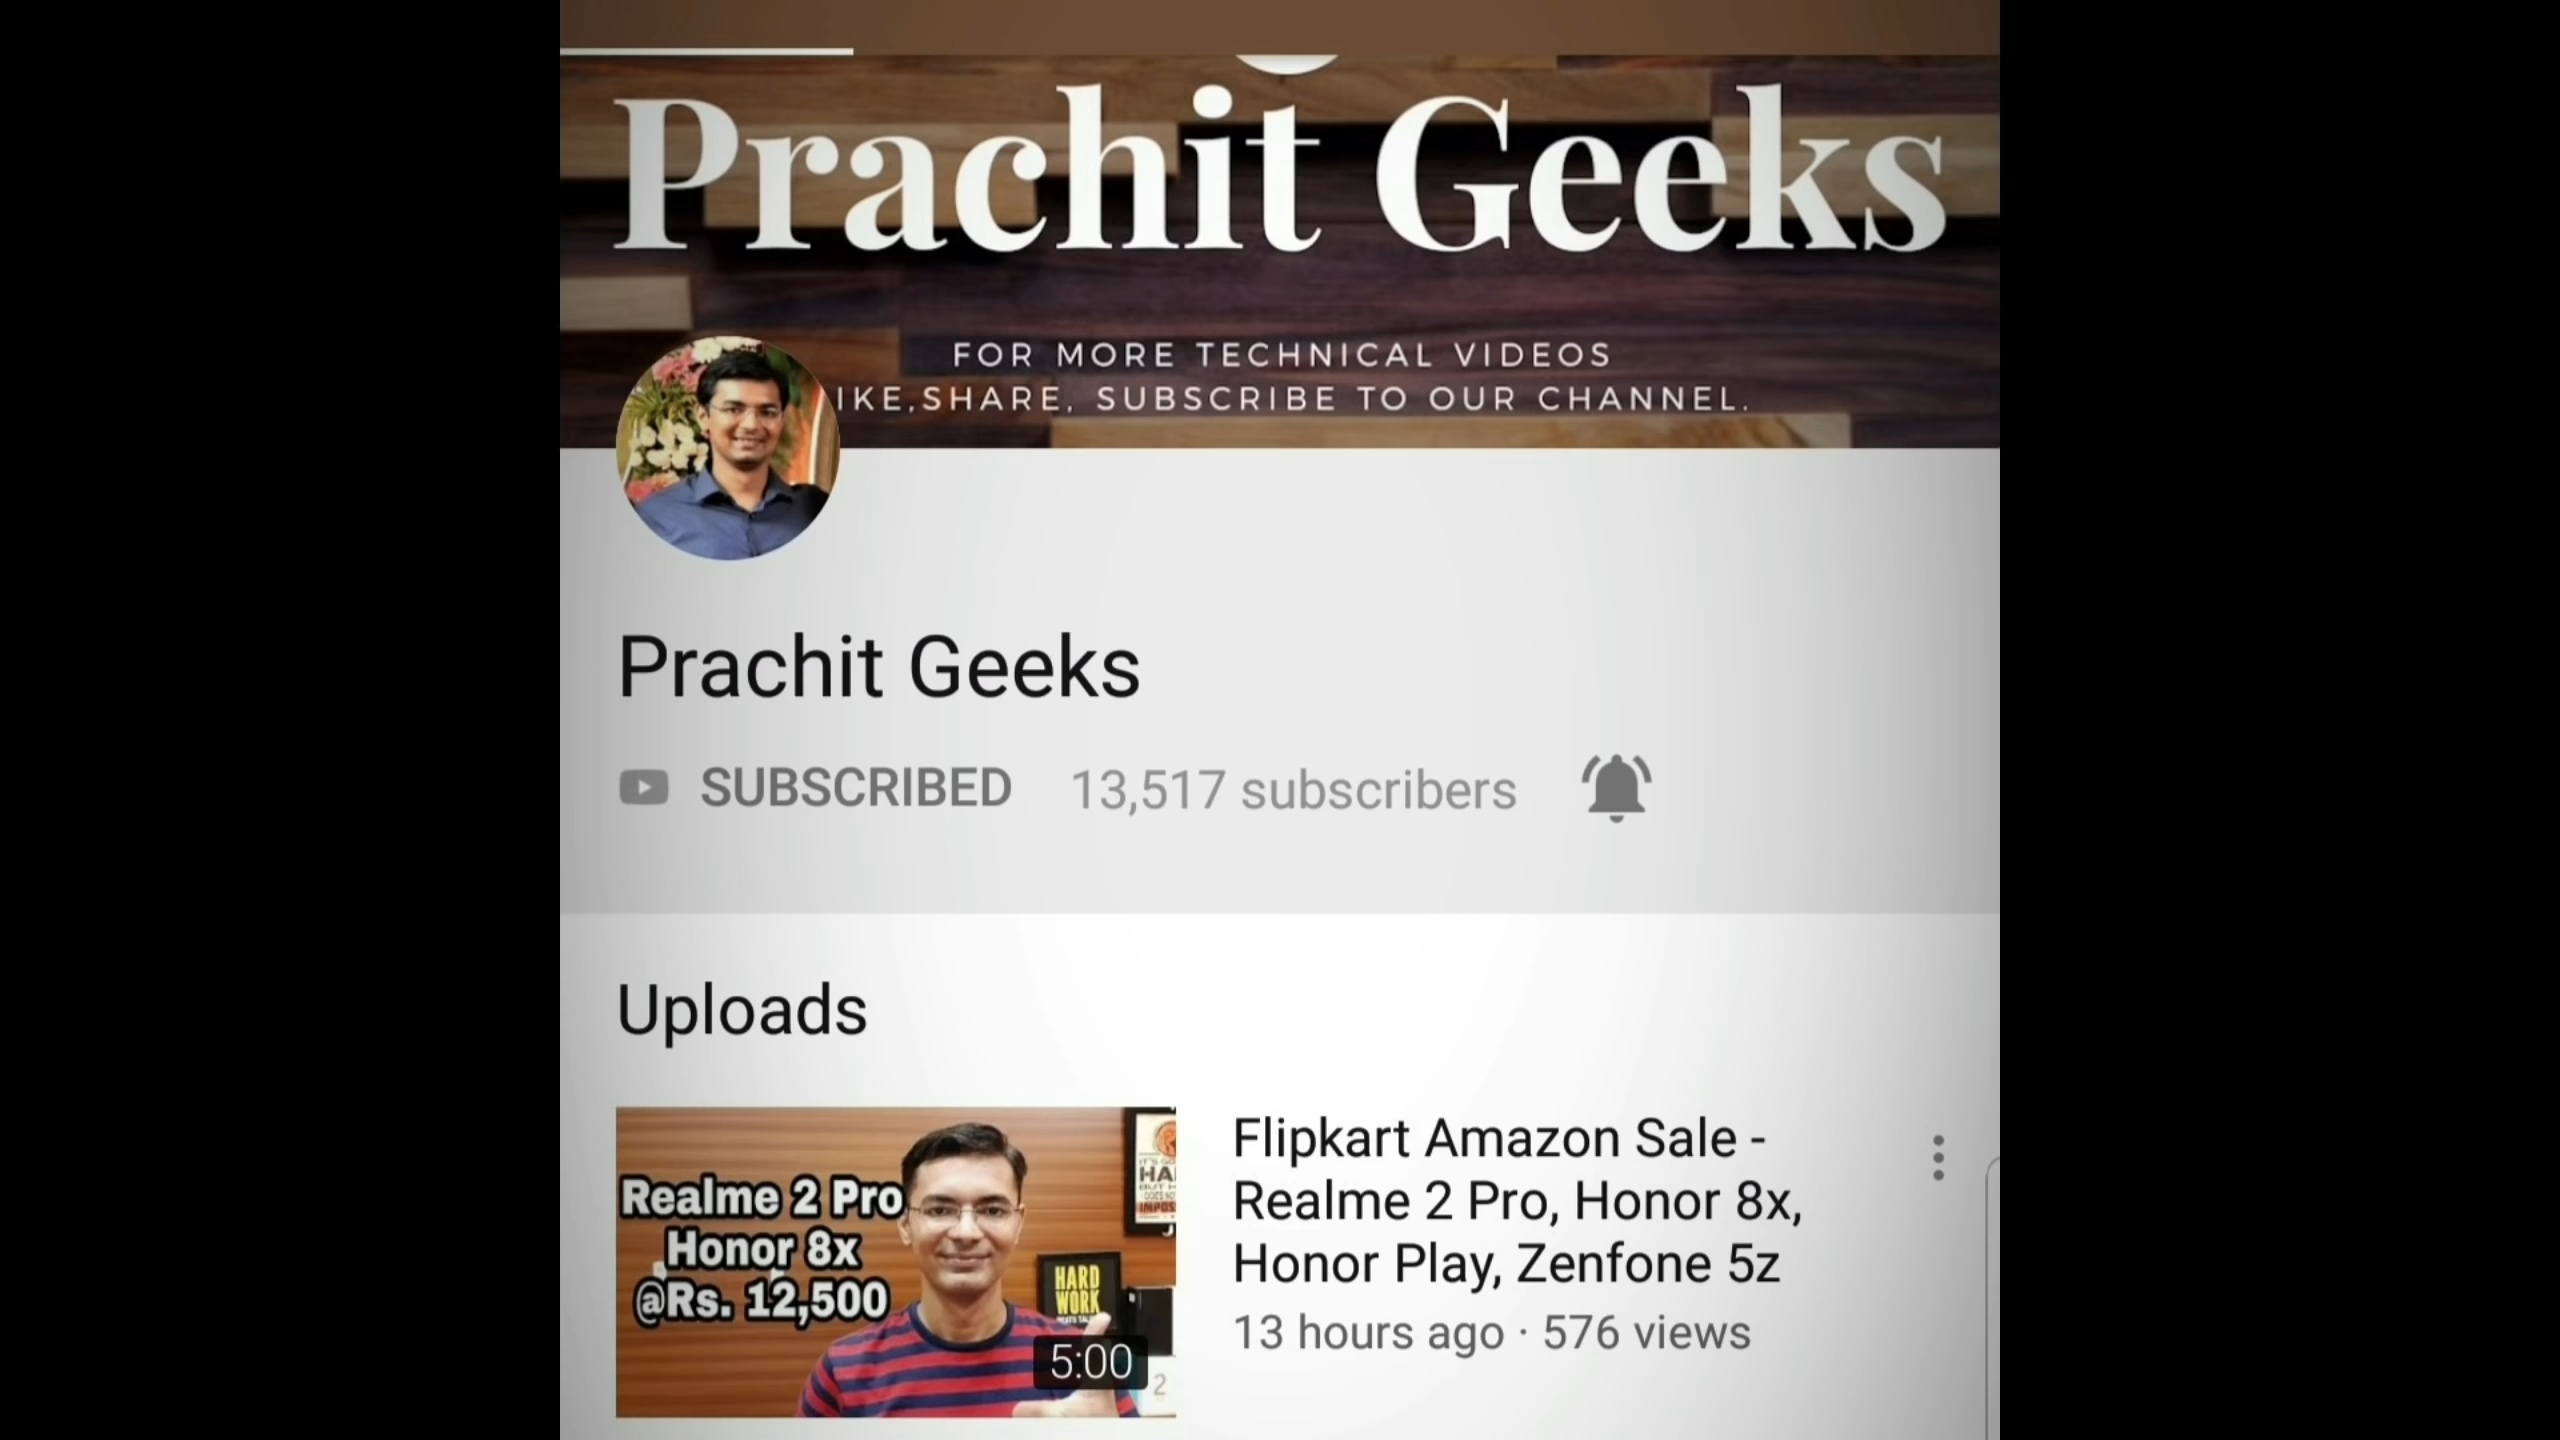 Prachit Geeks
FOR MORE TECHNICAL VIDEOS
IKE,SHARE, SUBSCRIBE TO OUR CHANNEL.
Prachit Geeks
SUBSCRIBED 13,517 subscribers
Uploads
Realme 2 Pro
Honor 8x
@Rs. 12,500
HARD
WORK
5:00
2
Flipkart Amazon Sale -
Realme 2 Pro, Honor 8x,
Honor Play, Zenfone 5z
13 hours ago · 576 views